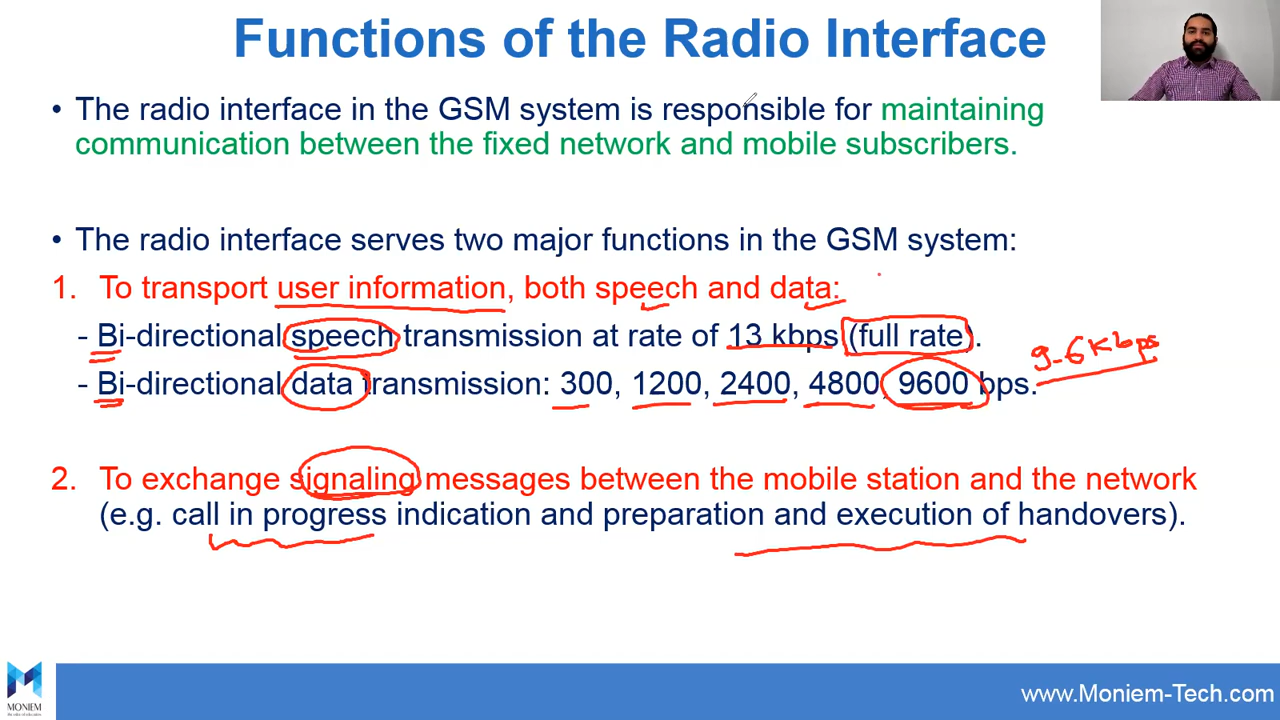 Functions of the Radio Interface
• The radio interface in the GSM system is responsible for maintaining
communication between the fixed network and mobile subscribers.
• The radio interface serves two major functions in the GSM system:
1. To transport user information, both speech and data:
- Bi-directional speech transmission at rate of 13 kbps (full rate).
9.6 Kbps
- Bi-directional data transmission: 300, 1200, 2400, 4800, 9600 bps.
2. To exchange signaling messages between the mobile station and the network
(e.g. call in progress indication and preparation and execution of handovers).
MONIEM
www.Moniem-Tech.com